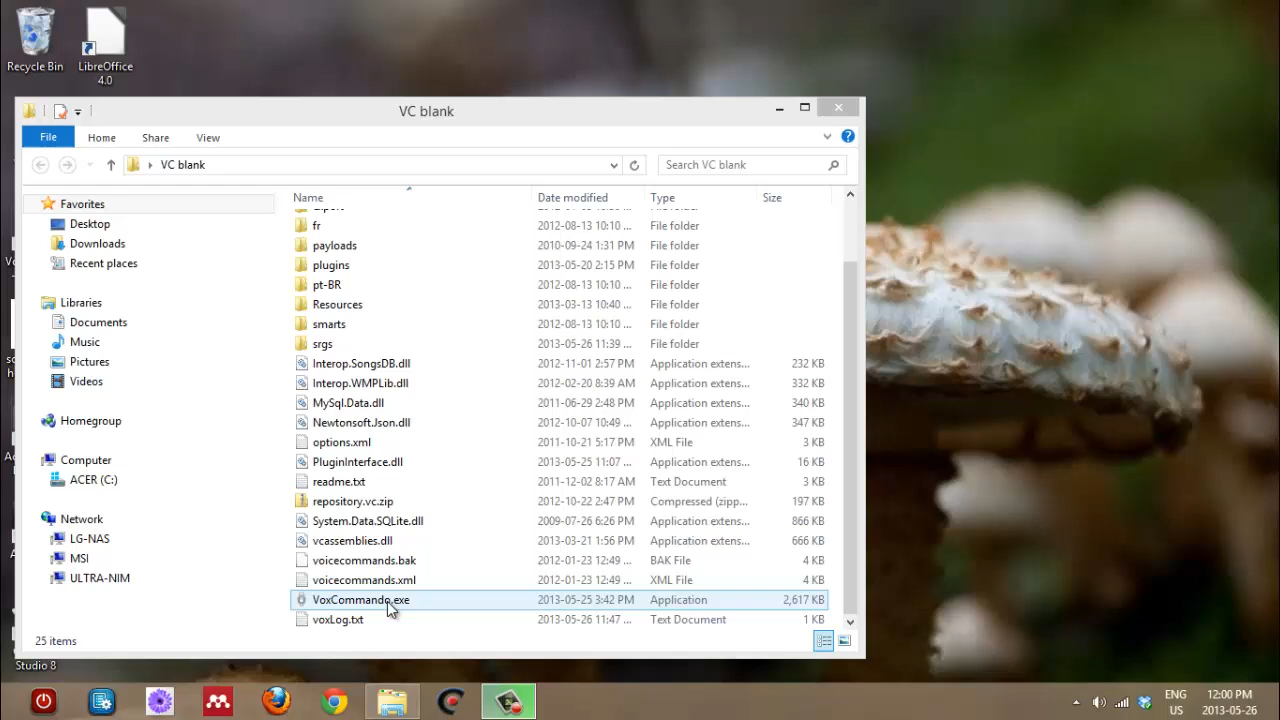 Recycle Bin
LibreOffice
4.0
VC blank
File Home Share View
VC blank
Search VC blank
Name Date modified Type Size
Favorites
Desktop
Downloads
Recent places
Libraries
Documents
Music
Pictures
Videos
Homegroup
Computer
ACER (C:)
Network
LG-NAS
MSI
ULTRA-NIM
fr 2012-08-13 10:10 ... File folder
payloads 2010-09-24 1:31 PM File folder
plugins 2013-05-20 2:15 PM File folder
pt-BR 2012-08-13 10:10 ... File folder
Resources 2013-03-13 10:40 ... File folder
smarts 2012-08-13 10:10 ... File folder
srgs 2013-05-26 11:39 ... File folder
Interop.SongsDB.dll 2012-11-01 2:57 PM Application extens... 232 KB
Interop.WMPLib.dll 2012-02-20 8:39 AM Application extens... 332 KB
MySql.Data.dll 2011-06-29 2:48 PM Application extens... 340 KB
Newtonsoft.Json.dll 2012-10-07 10:49 ... Application extens... 347 KB
options.xml 2011-10-21 5:17 PM XML File 3 KB
PluginInterface.dll 2013-05-25 11:07 ... Application extens... 16 KB
readme.txt 2011-12-02 8:17 AM Text Document 3 KB
repository.vc.zip 2012-10-22 2:47 PM Compressed (zipp... 197 KB
System.Data.SQLite.dll 2009-07-26 6:26 PM Application extens... 866 KB
vcassemblies.dll 2013-03-21 1:56 PM Application extens... 666 KB
voicecommands.bak 2012-01-23 12:49 ... BAK File 4 KB
voicecommands.xml 2012-01-23 12:49 ... XML File 4 KB
VoxCommando.exe 2013-05-25 3:42 PM Application 2,617 KB
voxLog.txt 2013-05-26 11:47 ... Text Document 1 KB
25 items
Studio 8
ENG
US
12:00 PM
2013-05-26